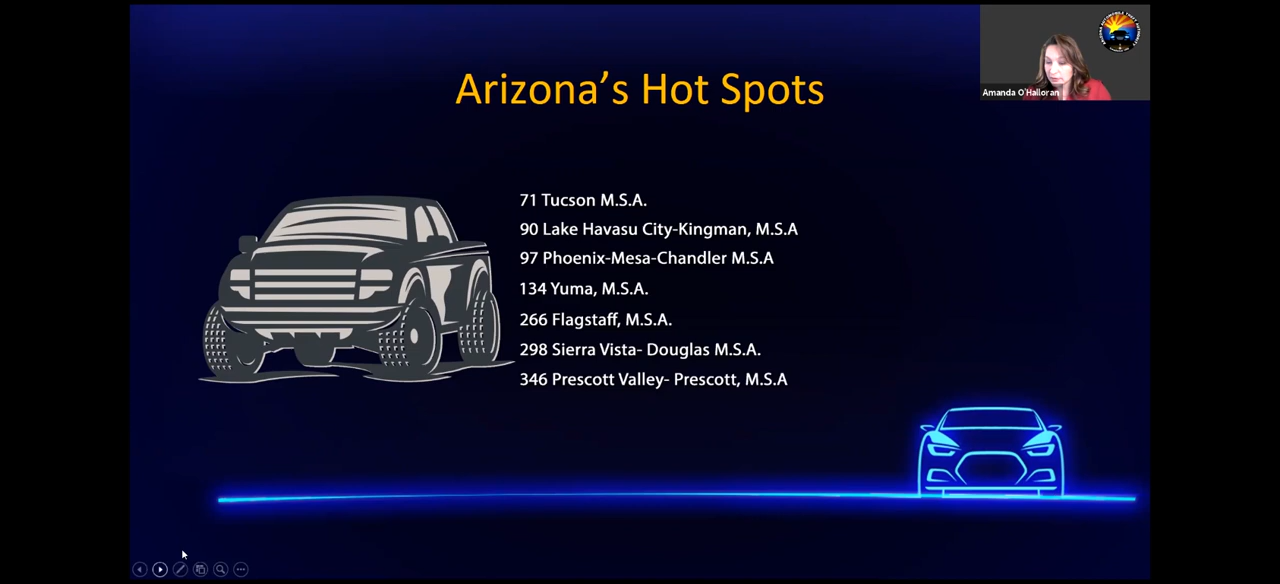 Arizona's Hot Spots
Amanda O'Halloran
71 Tucson M.S.A.
90 Lake Havasu City-Kingman, M.S.A
97 Phoenix-Mesa-Chandler M.S.A
134 Yuma, M.S.A.
266 Flagstaff, M.S.A.
298 Sierra Vista- Douglas M.S.A.
346 Prescott Valley- Prescott, M.S.A